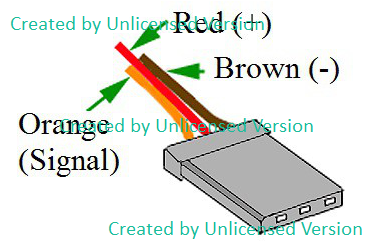 Red (+)
Created by Unlicensed Version
Brown (-)
Orange
Created by Unlicensed Version
(Signal)
Created by Unlicensed Version